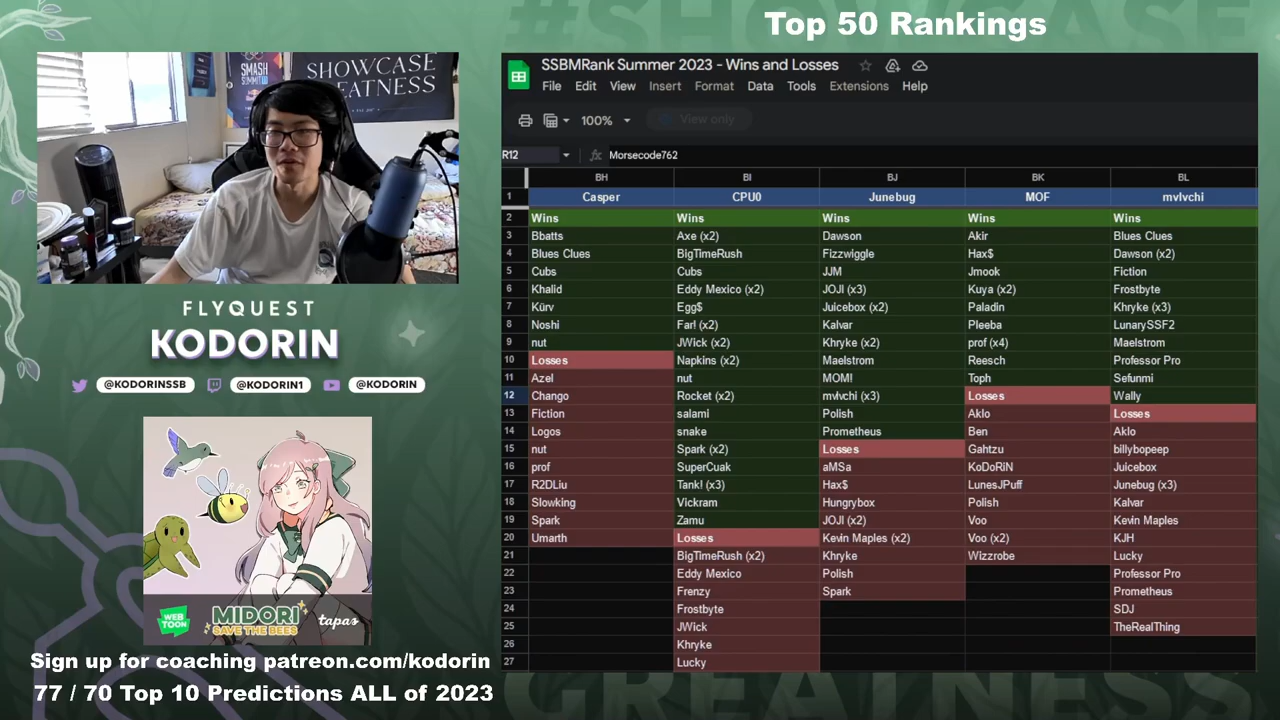 Top 50 Rankings
SHOWCASE
SMASH
SUMMIT
FLYQUEST
KODORIN
@KODORINSSB @KODORIN1 @KODORIN
WEB
TOON
MIDORI
SAVE THE BEES
tapas
Sign up for coaching patreon.com/kodorin
77 / 70 Top 10 Predictions ALL of 2023
SSBMRank Summer 2023 - Wins and Losses
File Edit View Insert Format Data Tools Extensions Help
100% View only
R12 fx Morsecode762
BH BI BJ BK BL
1 Casper CPU0 Junebug MOF mvlvchi
2 Wins Wins Wins Wins Wins
3 Bbatts Axe (x2) Dawson Akir Blues Clues
4 Blues Clues BigTimeRush Fizzwiggle Hax$ Dawson (x2)
5 Cubs Cubs JJM Jmook Fiction
6 Khalid Eddy Mexico (x2) JOJI (x3) Kuya (x2) Frostbyte
7 Kürv Egg$ Juicebox (x2) Paladin Khryke (x3)
8 Noshi Far! (x2) Kalvar Pleeba LunarySSF2
9 nut JWick (x2) Khryke (x2) prof (x4) Maelstrom
10 Losses Napkins (x2) Maelstrom Reesch Professor Pro
11 Azel nut MOM! Toph Sefunmi
12 Chango Rocket (x2) mvlvchi (x3) Losses Wally
13 Fiction salami Polish Aklo Losses
14 Logos snake Prometheus Ben Aklo
15 nut Spark (x2) Losses Gahtzu billybopeep
16 prof SuperCuak aMSa KoDoRiN Juicebox
17 R2DLiu Tank! (x3) Hax$ LunesJPuff Junebug (x3)
18 Slowking Vickram Hungrybox Polish Kalvar
19 Spark Zamu JOJI (x2) Voo Kevin Maples
20 Umarth Losses Kevin Maples (x2) Voo (x2) KJH
21 BigTimeRush (x2) Khryke Wizzrobe Lucky
22 Eddy Mexico Polish Professor Pro
23 Frenzy Spark Prometheus
24 Frostbyte SDJ
25 JWick TheRealThing
26 Khryke
27 Lucky